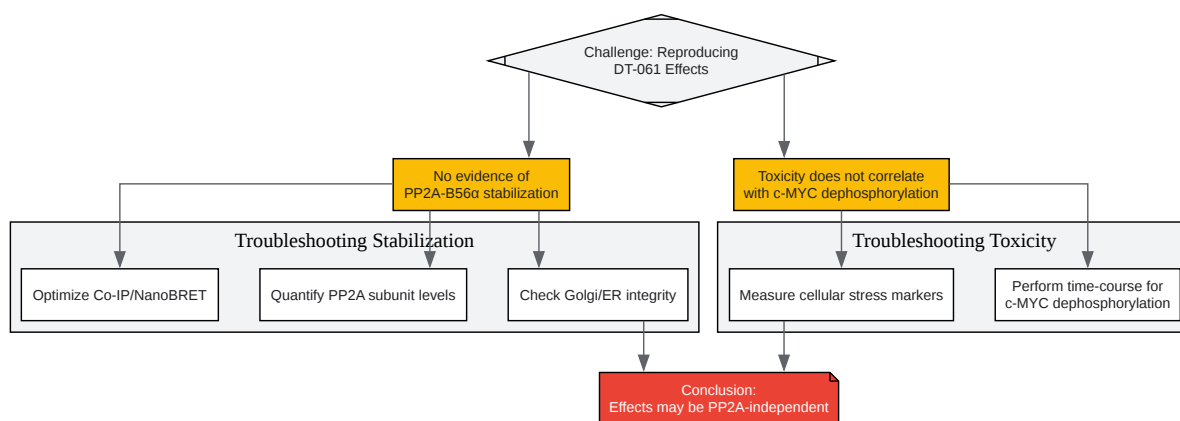 Challenge: Reproducing
DT-061 Effects
No evidence of
PP2A-B56α stabilization
Toxicity does not correlate
with c-MYC dephosphorylation
Troubleshooting Stabilization
Troubleshooting Toxicity
Optimize Co-IP/NanoBRET
Quantify PP2A subunit levels
Check Golgi/ER integrity
Measure cellular stress markers
Perform time-course for
c-MYC dephosphorylation
Conclusion:
Effects may be PP2A-independent